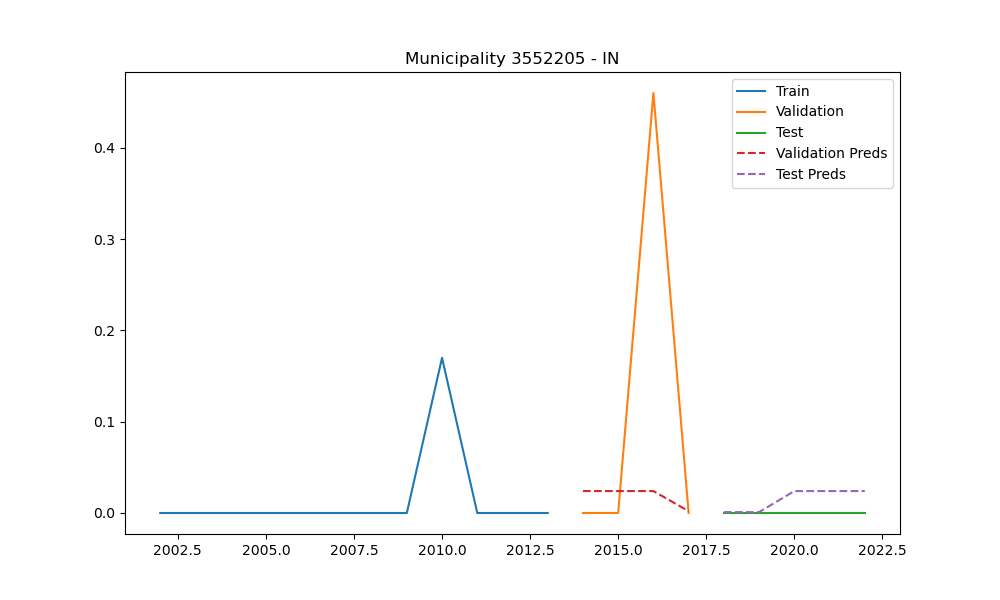 Municipality 3552205 - IN
Train
Validation
Test
Validation Preds
Test Preds
0.4
0.3
0.2
0.1
0.0
2002.5 2005.0 2007.5 2010.0 2012.5 2015.0 2017.5 2020.0 2022.5